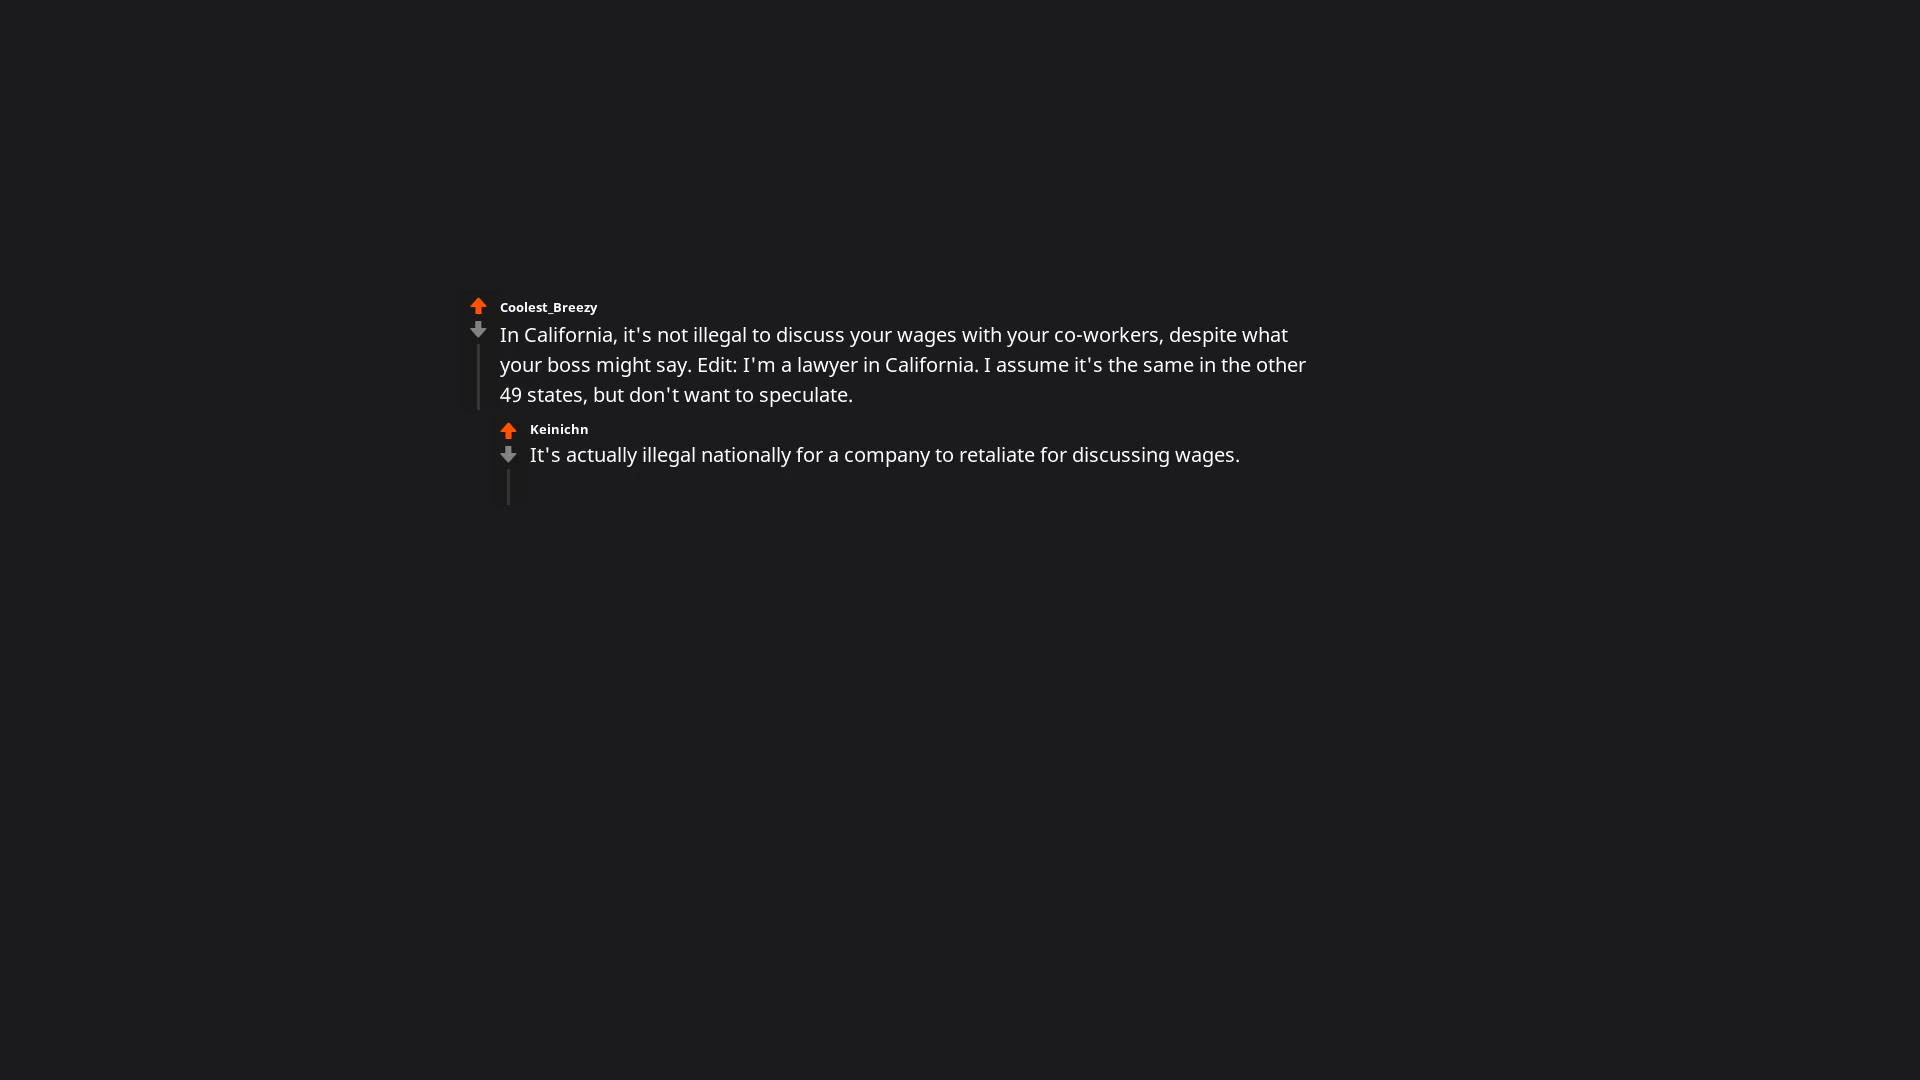 Coolest_Breezy
In California, it's not illegal to discuss your wages with your co-workers, despite what
your boss might say. Edit: I'm a lawyer in California. I assume it's the same in the other
49 states, but don't want to speculate.
Keinichn
It's actually illegal nationally for a company to retaliate for discussing wages.